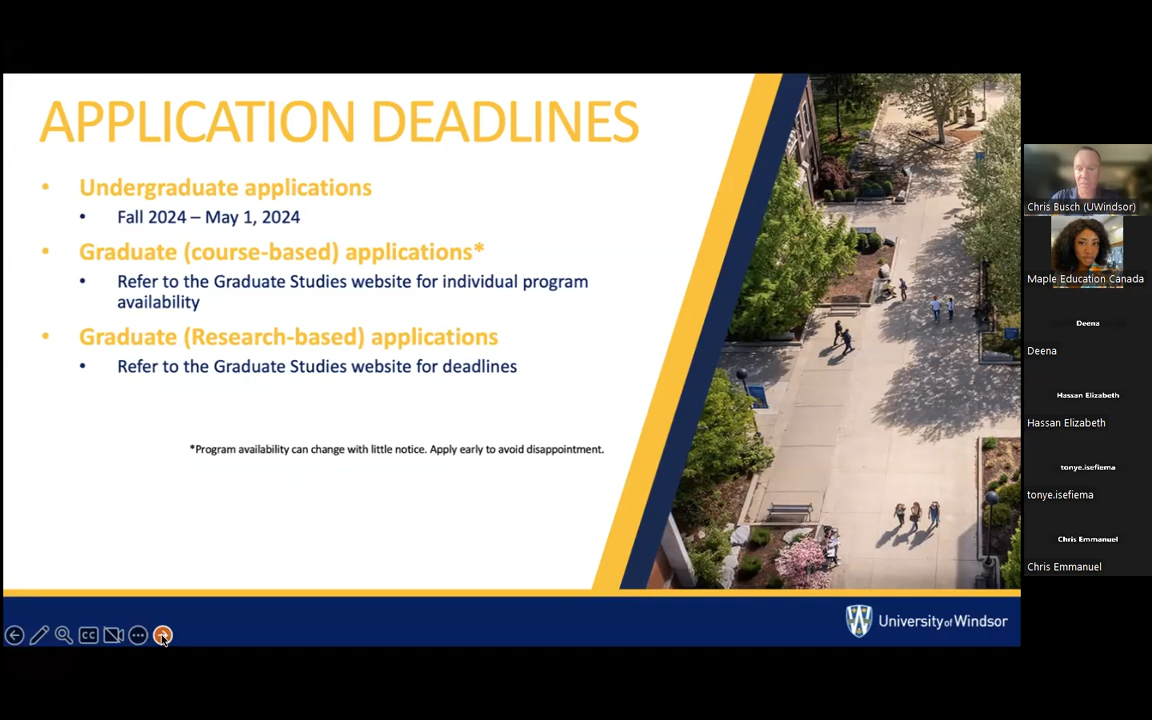 APPLICATION DEADLINES
• Undergraduate applications
• Fall 2024 – May 1, 2024
• Graduate (course-based) applications*
• Refer to the Graduate Studies website for individual program
availability
• Graduate (Research-based) applications
• Refer to the Graduate Studies website for deadlines
*Program availability can change with little notice. Apply early to avoid disappointment.
CC
University of Windsor
Chris Busch (UWindsor)
Maple Education Canada
Deena
Deena
Hassan Elizabeth
Hassan Elizabeth
tonye.isefiema
tonye.isefiema
Chris Emmanuel
Chris Emmanuel